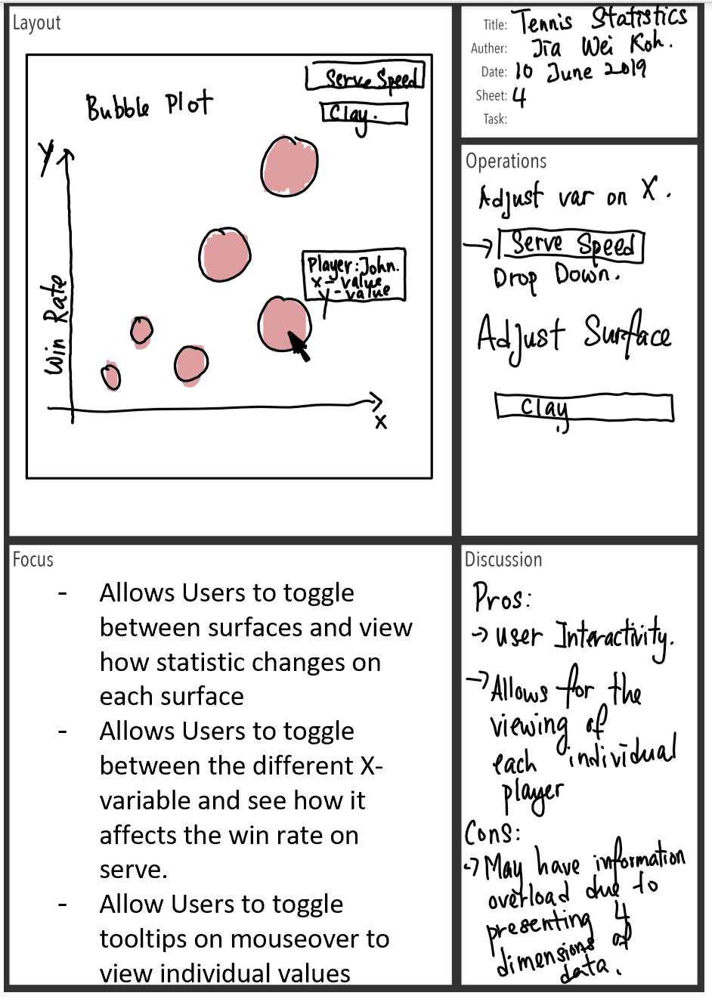 Layout
Serve Speed
Clay.
Bubble Plot
Y
Win Rate
Player: John.
x - value
y - value
x
Title: Tennis Statistics
Auther: Jia Wei Koh.
Date: 10 June 2019
Sheet: 4
Task:
Operations
Adjust var on X.
→ Serve Speed
Drop Down.
Adjust Surface
Clay
Focus
- Allows Users to toggle
between surfaces and view
how statistic changes on
each surface
- Allows Users to toggle
between the different X-
variable and see how it
affects the win rate on
serve.
- Allow Users to toggle
tooltips on mouseover to
view individual values
Discussion
Pros:
→ user Interactivity.
→ Allows for the
viewing of
each individual
player
Cons:
→ May have information
overload due to
presenting 4
dimensions of
data.